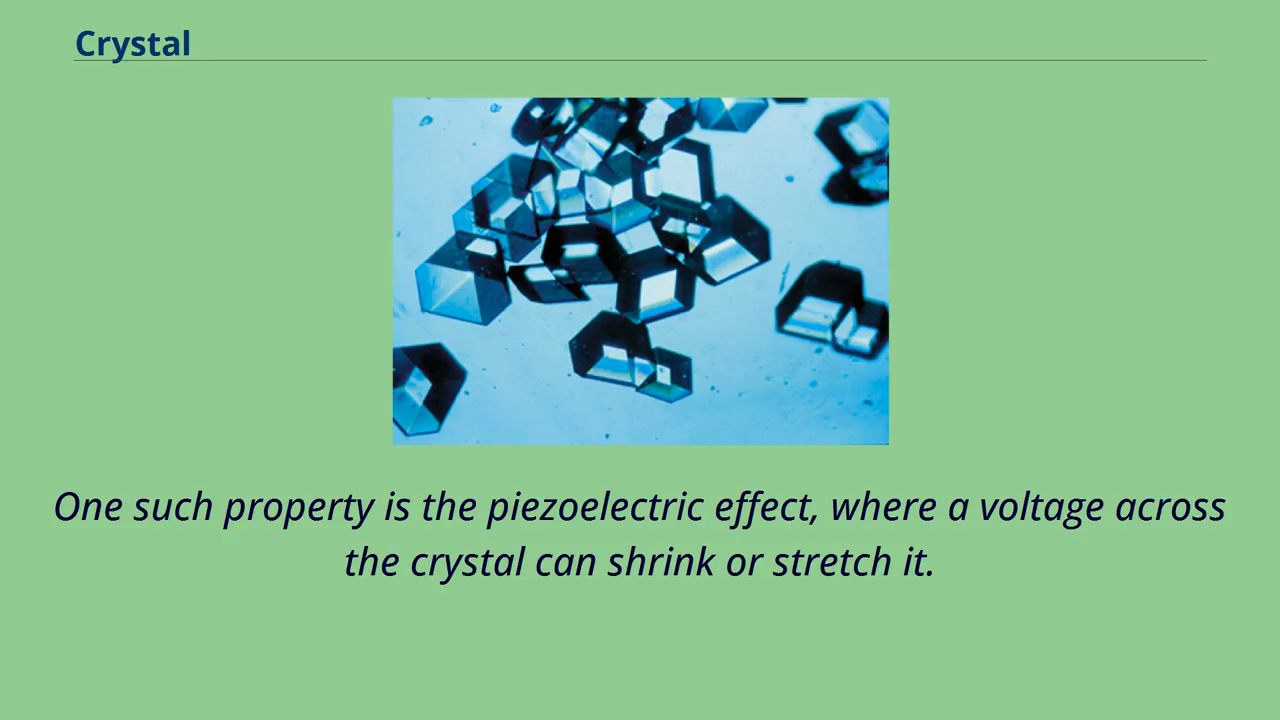 Crystal
One such property is the piezoelectric effect, where a voltage across
the crystal can shrink or stretch it.